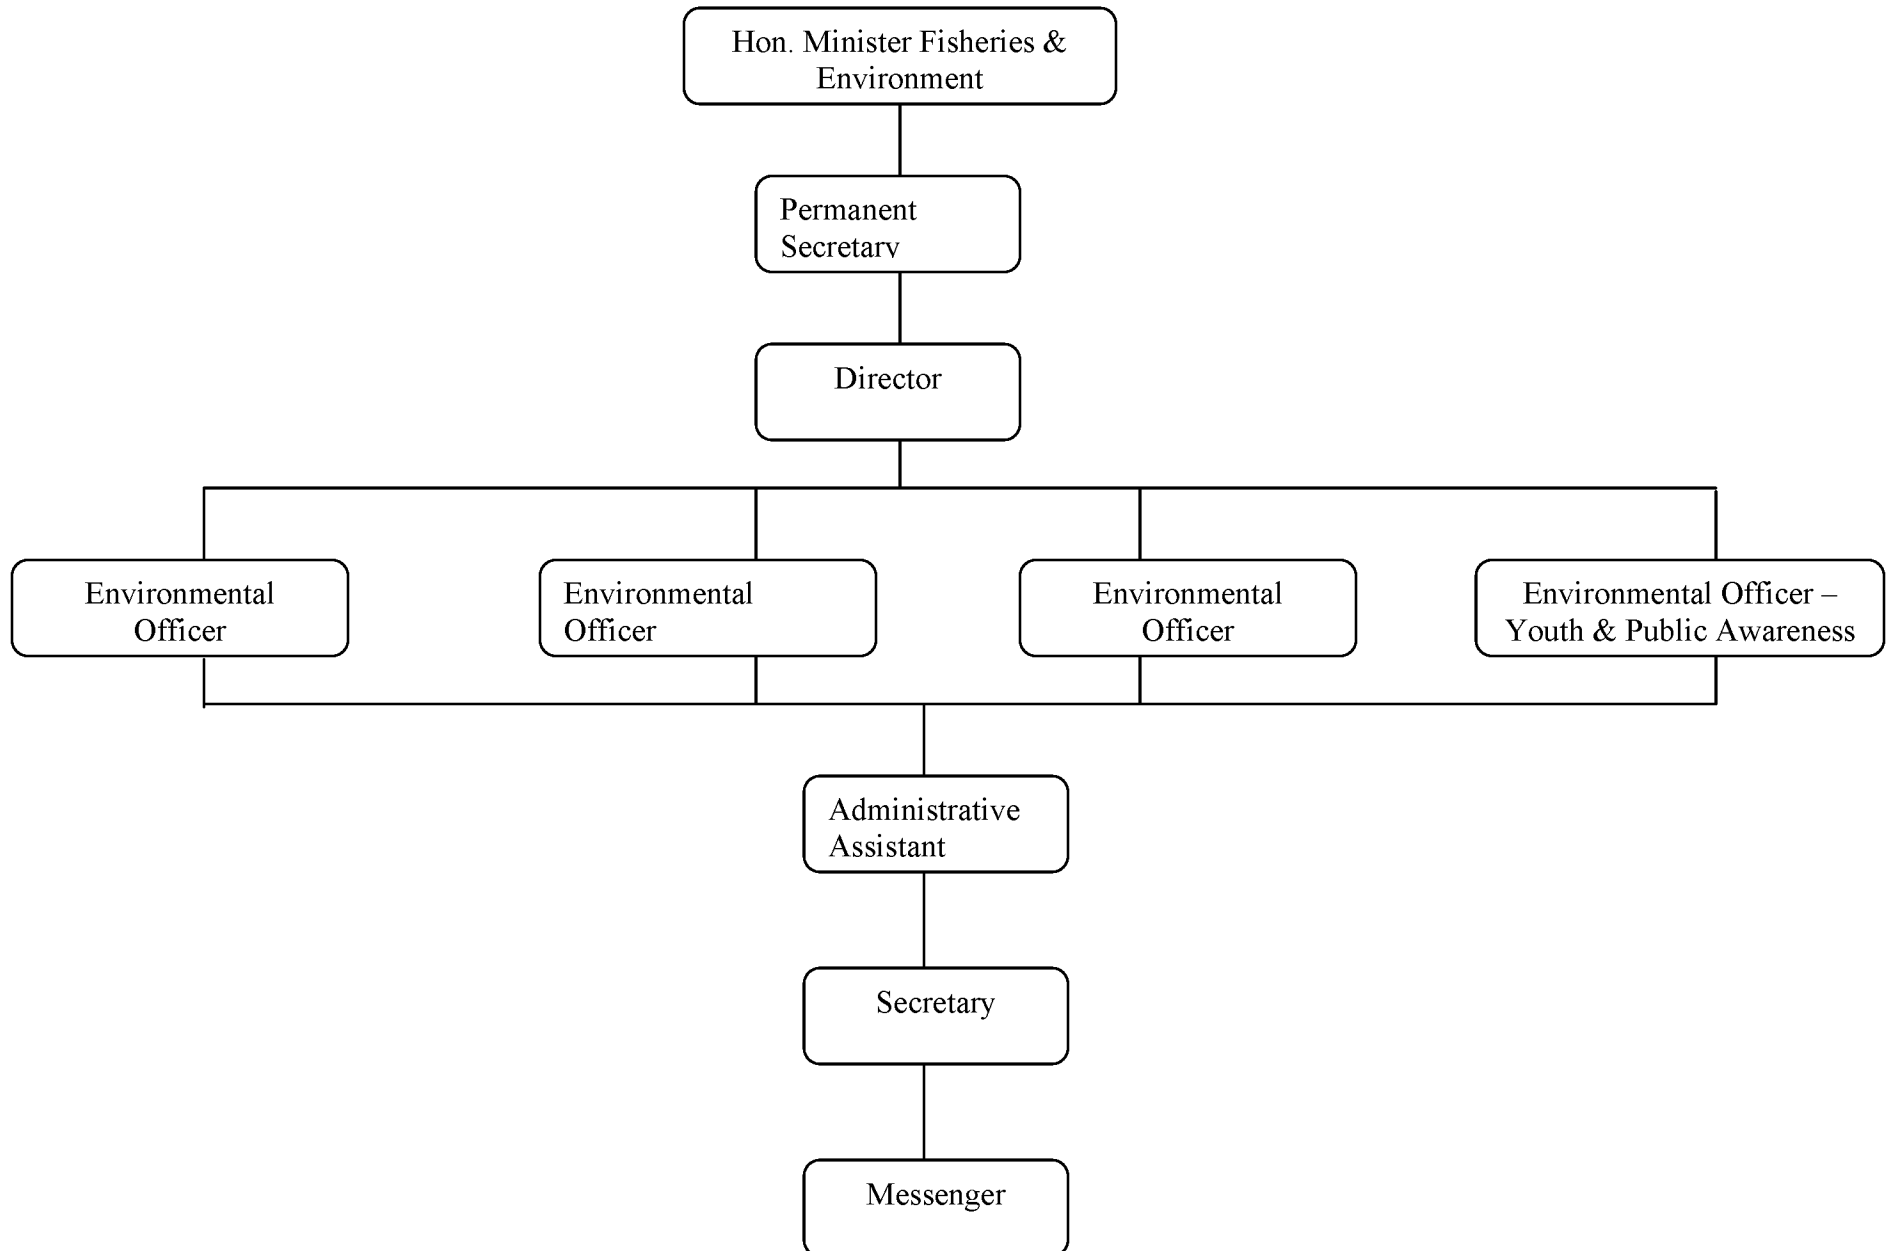 Hon. Minister Fisheries &
Environment
Permanent
Secretary
Director
Environmental
Officer
Environmental
Officer
Environmental
Officer
Environmental Officer –
Youth & Public Awareness
Administrative
Assistant
Secretary
Messenger